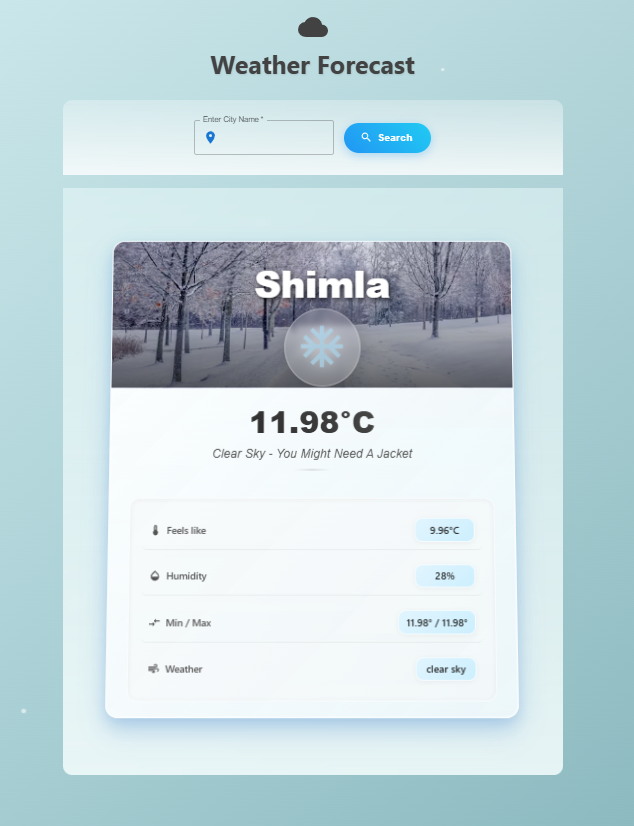 Weather Forecast
Enter City Name *
Search
Shimla
11.98°C
Clear Sky - You Might Need A Jacket
Feels like 9.96°C
Humidity 28%
Min / Max 11.98° / 11.98°
Weather clear sky